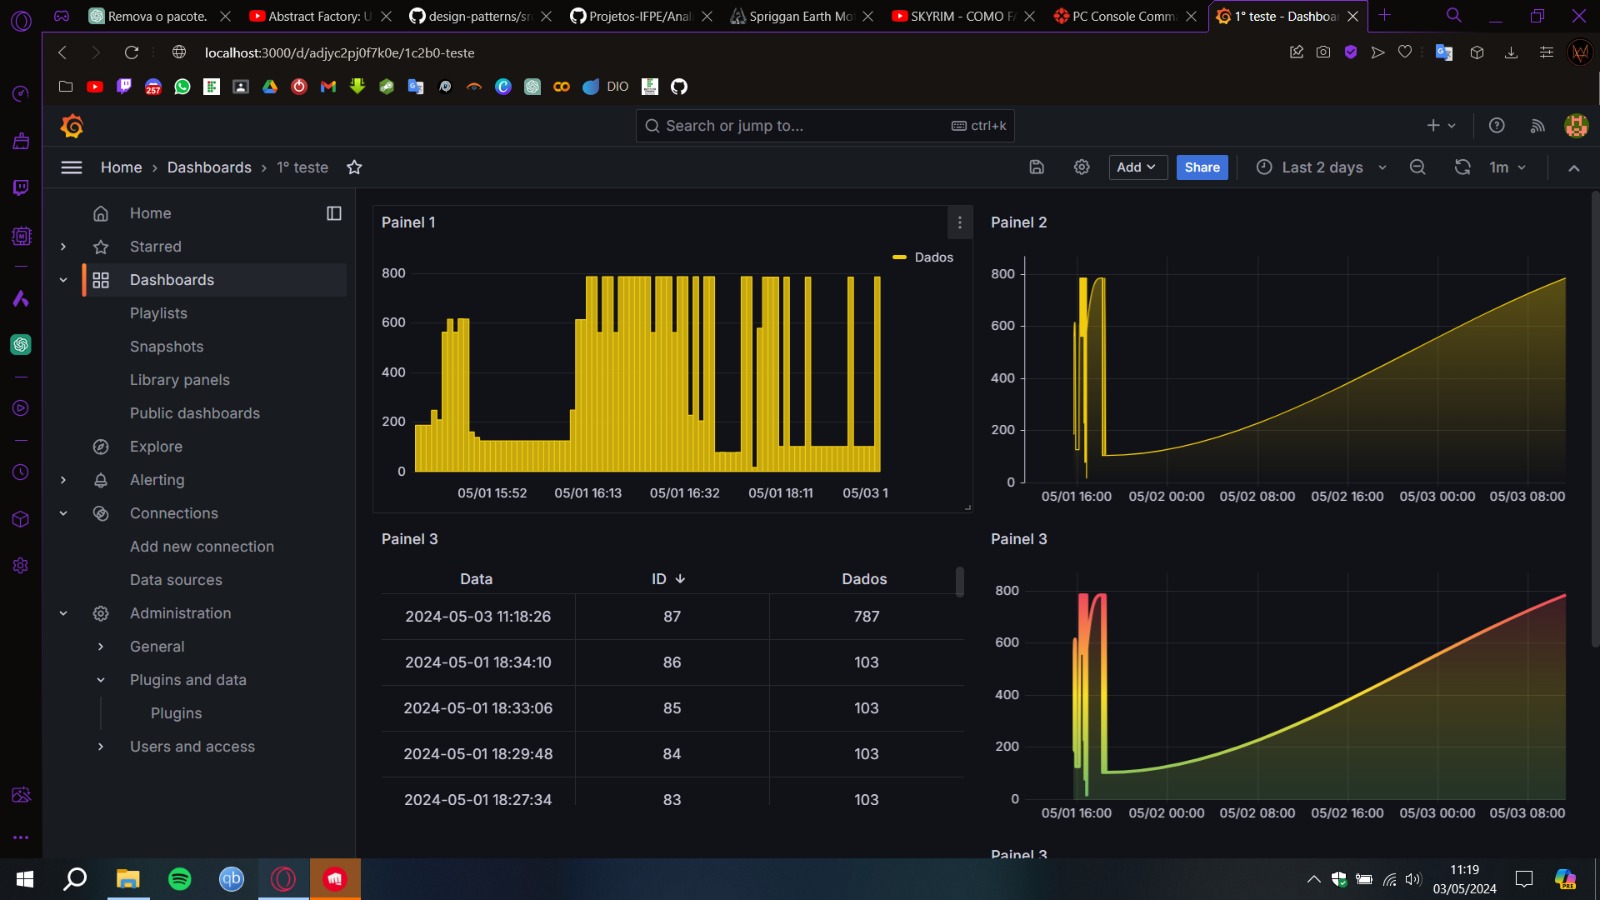 Remova o pacote.
Abstract Factory: U
design-patterns/sr
Projetos-IFPE/Anal
Spriggan Earth Mo
SKYRIM - COMO F
PC Console Comma
1° teste - Dashboar
localhost:3000/d/adjyc2pj0f7k0e/1c2b0-teste
257
DIO
Search or jump to...
ctrl+k
Home › Dashboards › 1° teste
Add
Share
Last 2 days
1m
Home
Starred
Dashboards
Playlists
Snapshots
Library panels
Public dashboards
Explore
Alerting
Connections
Add new connection
Data sources
Administration
General
Plugins and data
Plugins
Users and access
Painel 1
Dados
800
600
400
200
0
05/01 15:52 05/01 16:13 05/01 16:32 05/01 18:11 05/03 1
Painel 2
800
600
400
200
0
05/01 16:00 05/02 00:00 05/02 08:00 05/02 16:00 05/03 00:00 05/03 08:00
Painel 3
Data ID Dados
2024-05-03 11:18:26 87 787
2024-05-01 18:34:10 86 103
2024-05-01 18:33:06 85 103
2024-05-01 18:29:48 84 103
2024-05-01 18:27:34 83 103
Painel 3
800
600
400
200
0
05/01 16:00 05/02 00:00 05/02 08:00 05/02 16:00 05/03 00:00 05/03 08:00
Painel 3
qb
11:19
03/05/2024
PRE